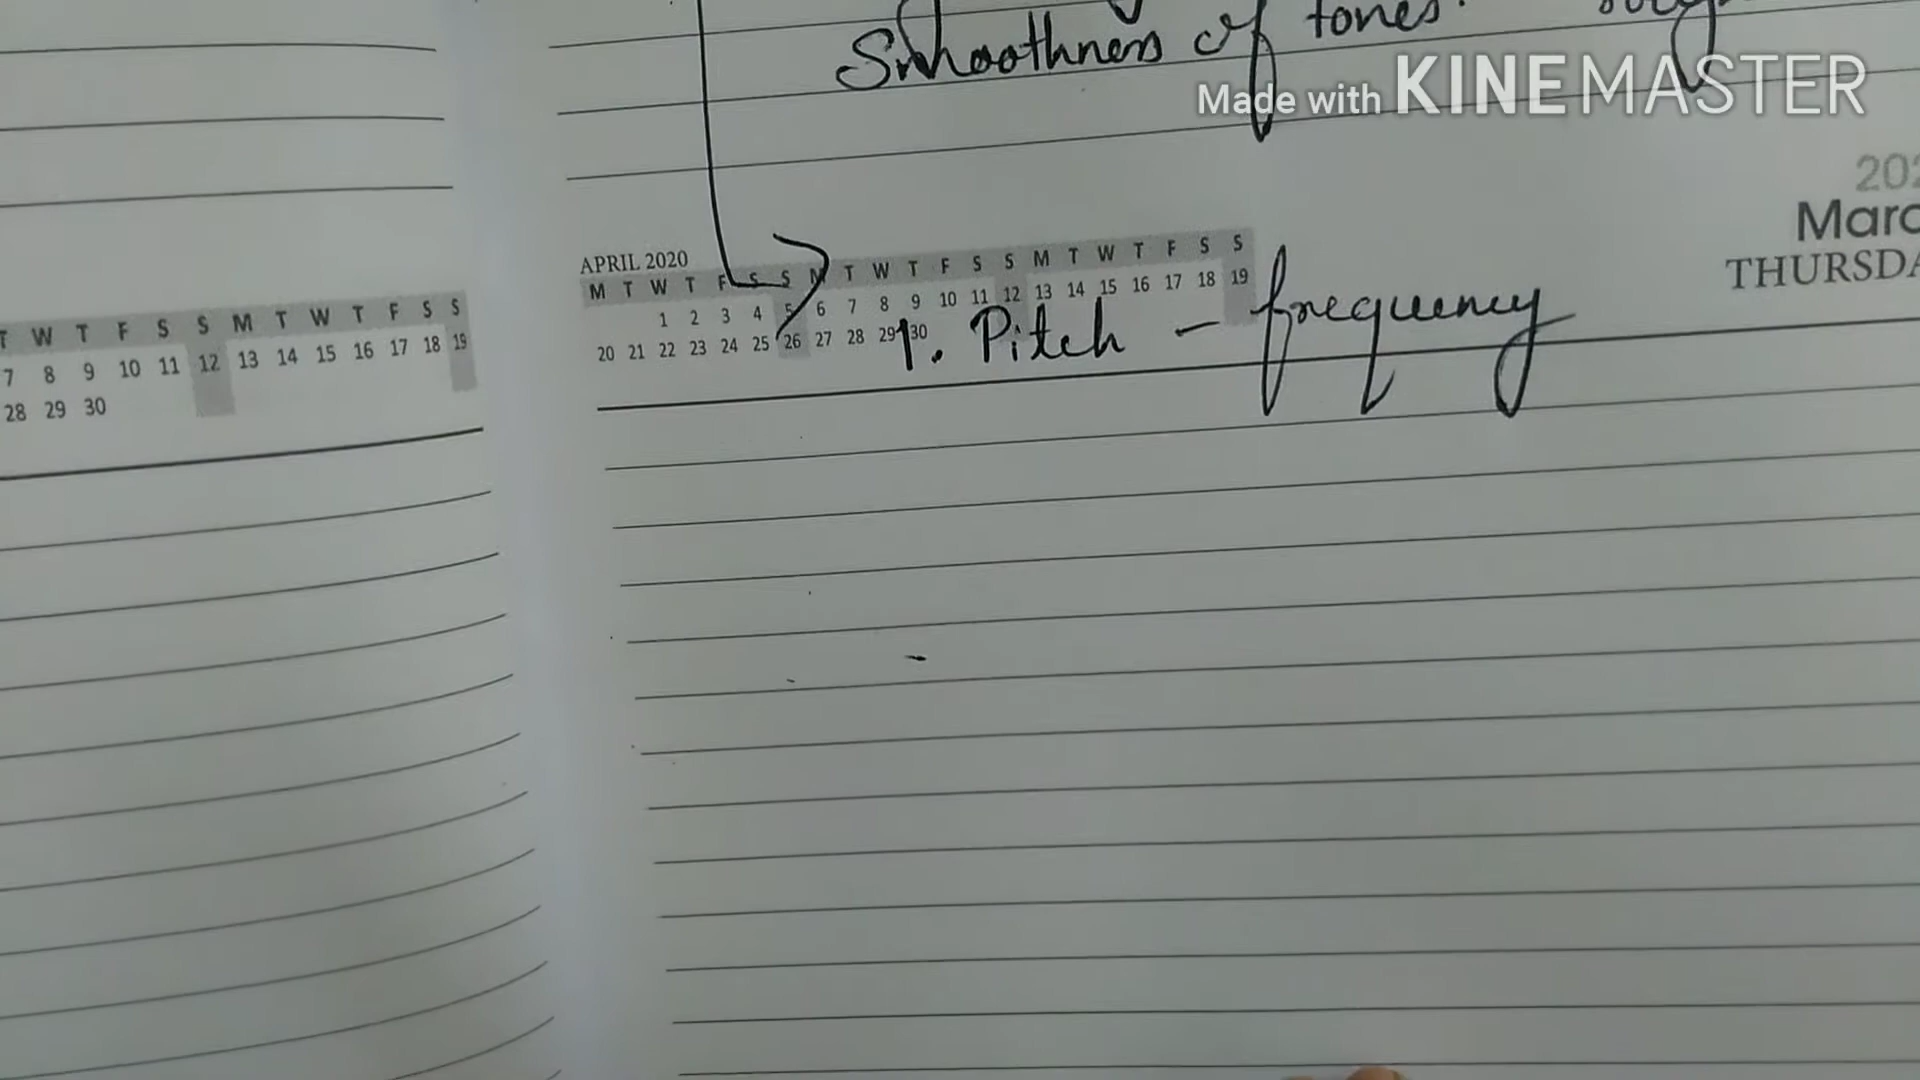 Smoothness of tones.
Made with KINEMASTER
Marc
THURSDA
APRIL 2020
M T W T F S S M T W T F S S M T W T F S S
1 2 3 4 5 6 7 8 9 10 11 12 13 14 15 16 17 18 19
20 21 22 23 24 25 26 27 28 29 30
1. Pitch - frequency
T W T F S S M T W T F S S
7 8 9 10 11 12 13 14 15 16 17 18 19
28 29 30